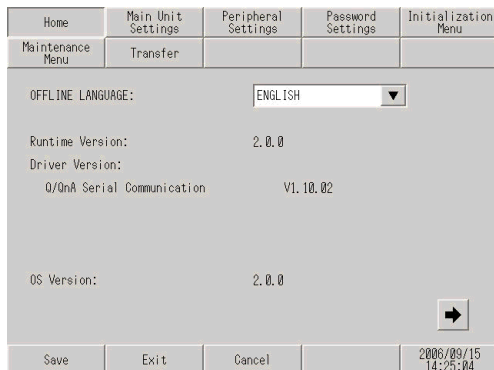 Home
Main Unit
Settings
Peripheral
Settings
Password
Settings
Initialization
Menu
Maintenance
Menu
Transfer
OFFLINE LANGUAGE: ENGLISH
Runtime Version: 2.0.0
Driver Version:
Q/QnA Serial Communication V1.10.02
OS Version: 2.0.0
Save Exit Cancel
2006/09/15
14:25:04